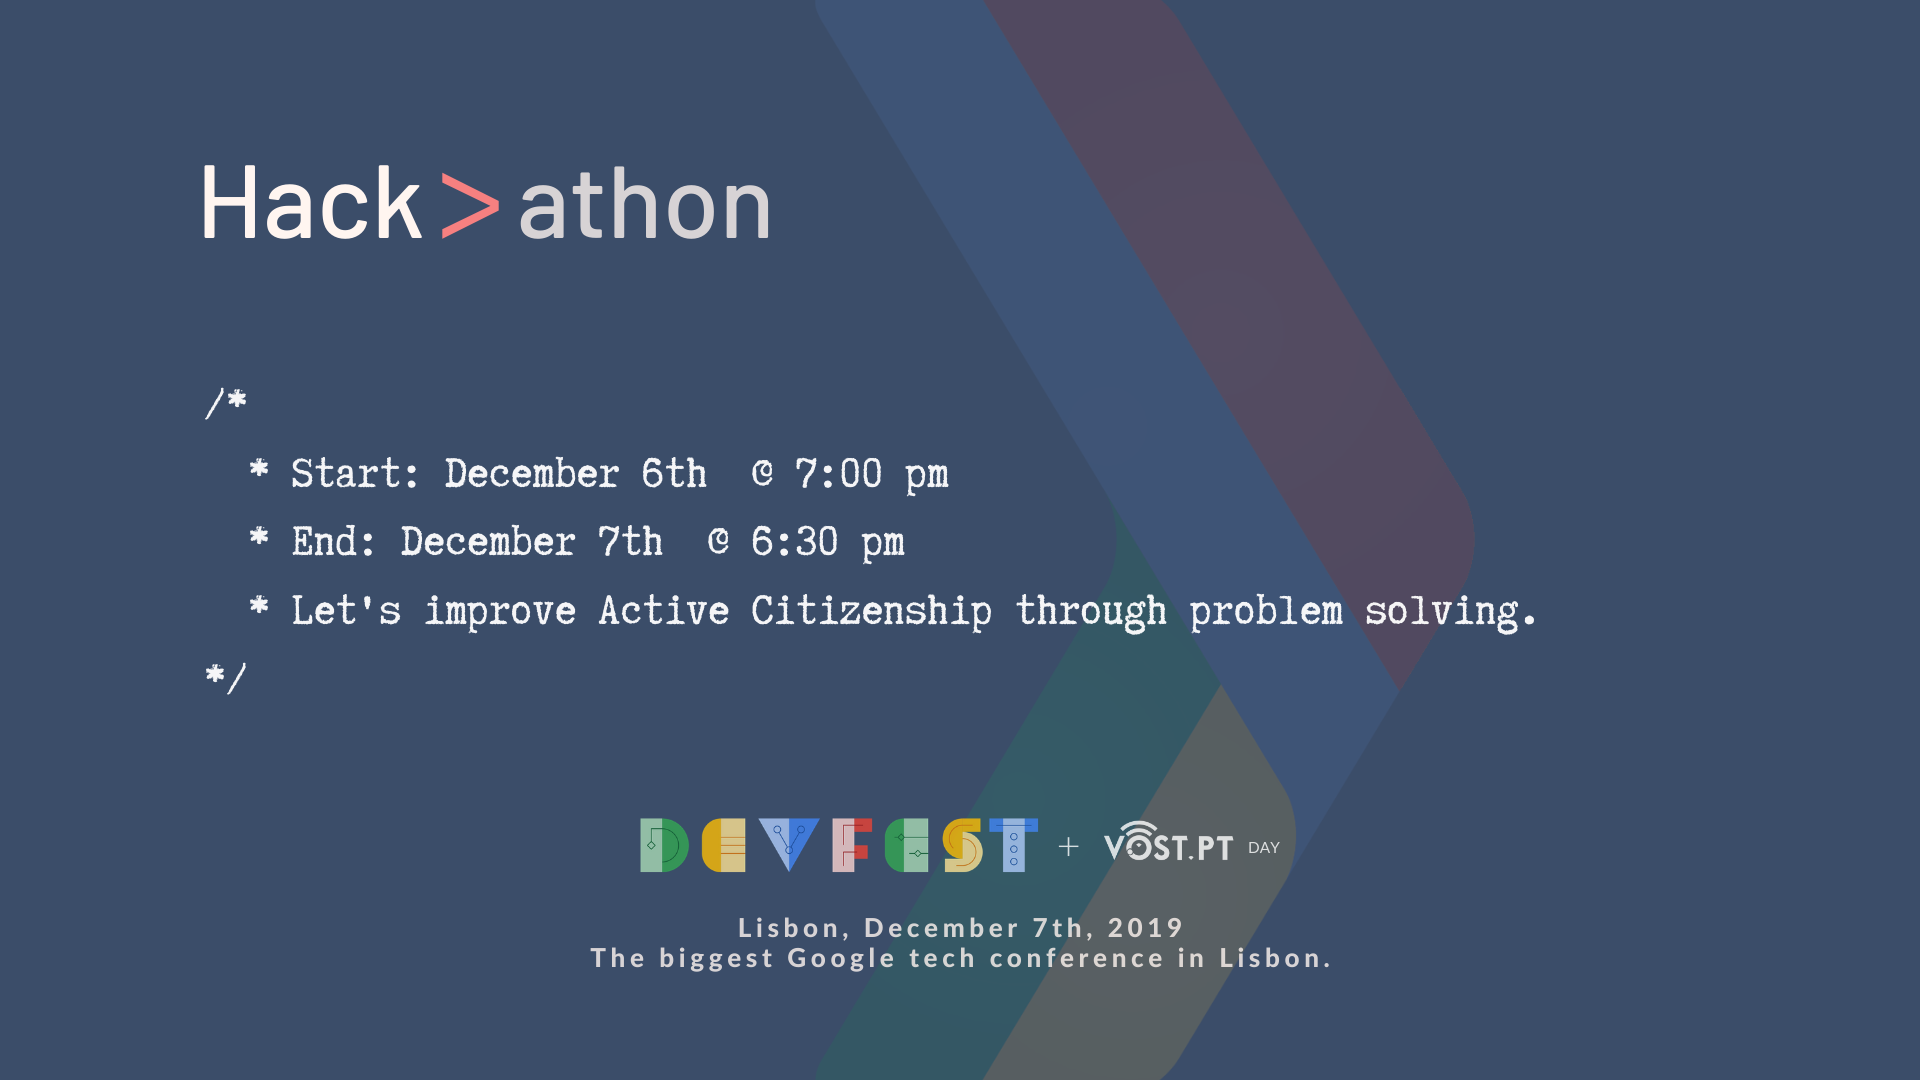 Hack>athon
/*
* Start: December 6th @ 7:00 pm
* End: December 7th @ 6:30 pm
* Let's improve Active Citizenship through problem solving.
*/
DEVFEST + VOST.PT DAY
Lisbon, December 7th, 2019
The biggest Google tech conference in Lisbon.